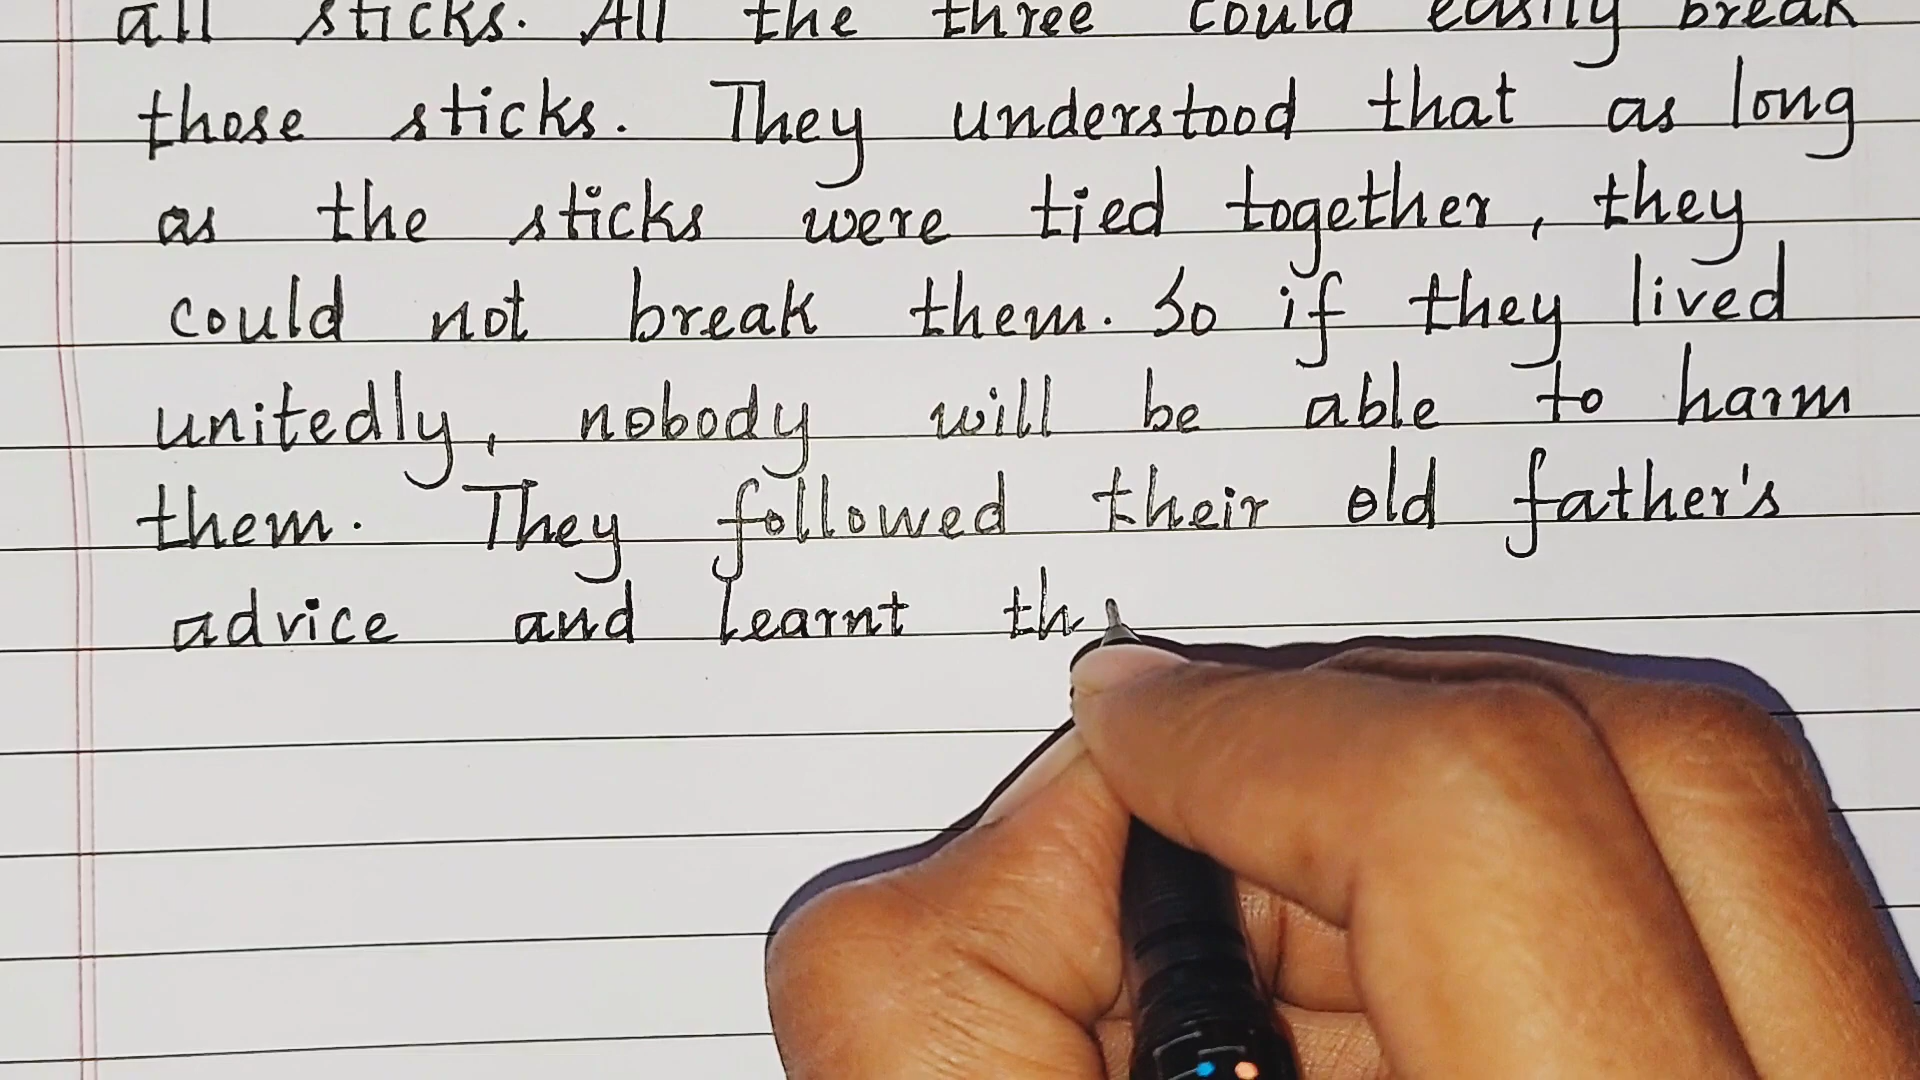 all sticks. All the three could easily break
those sticks. They understood that as long
as the sticks were tied together, they
could not break them. So if they lived
unitedly, nobody will be able to harm
them. They followed their old father's
advice and learnt th